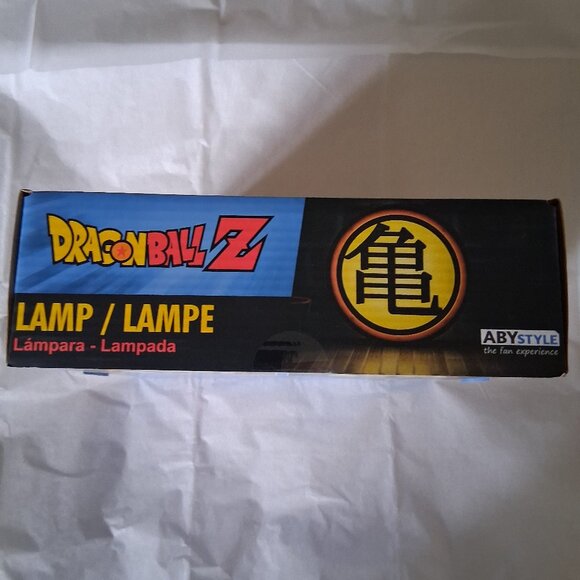 DRAGONBALL Z
LAMP / LAMPE
Lámpara - Lampada
亀
ABYSTYLE
the fan experience